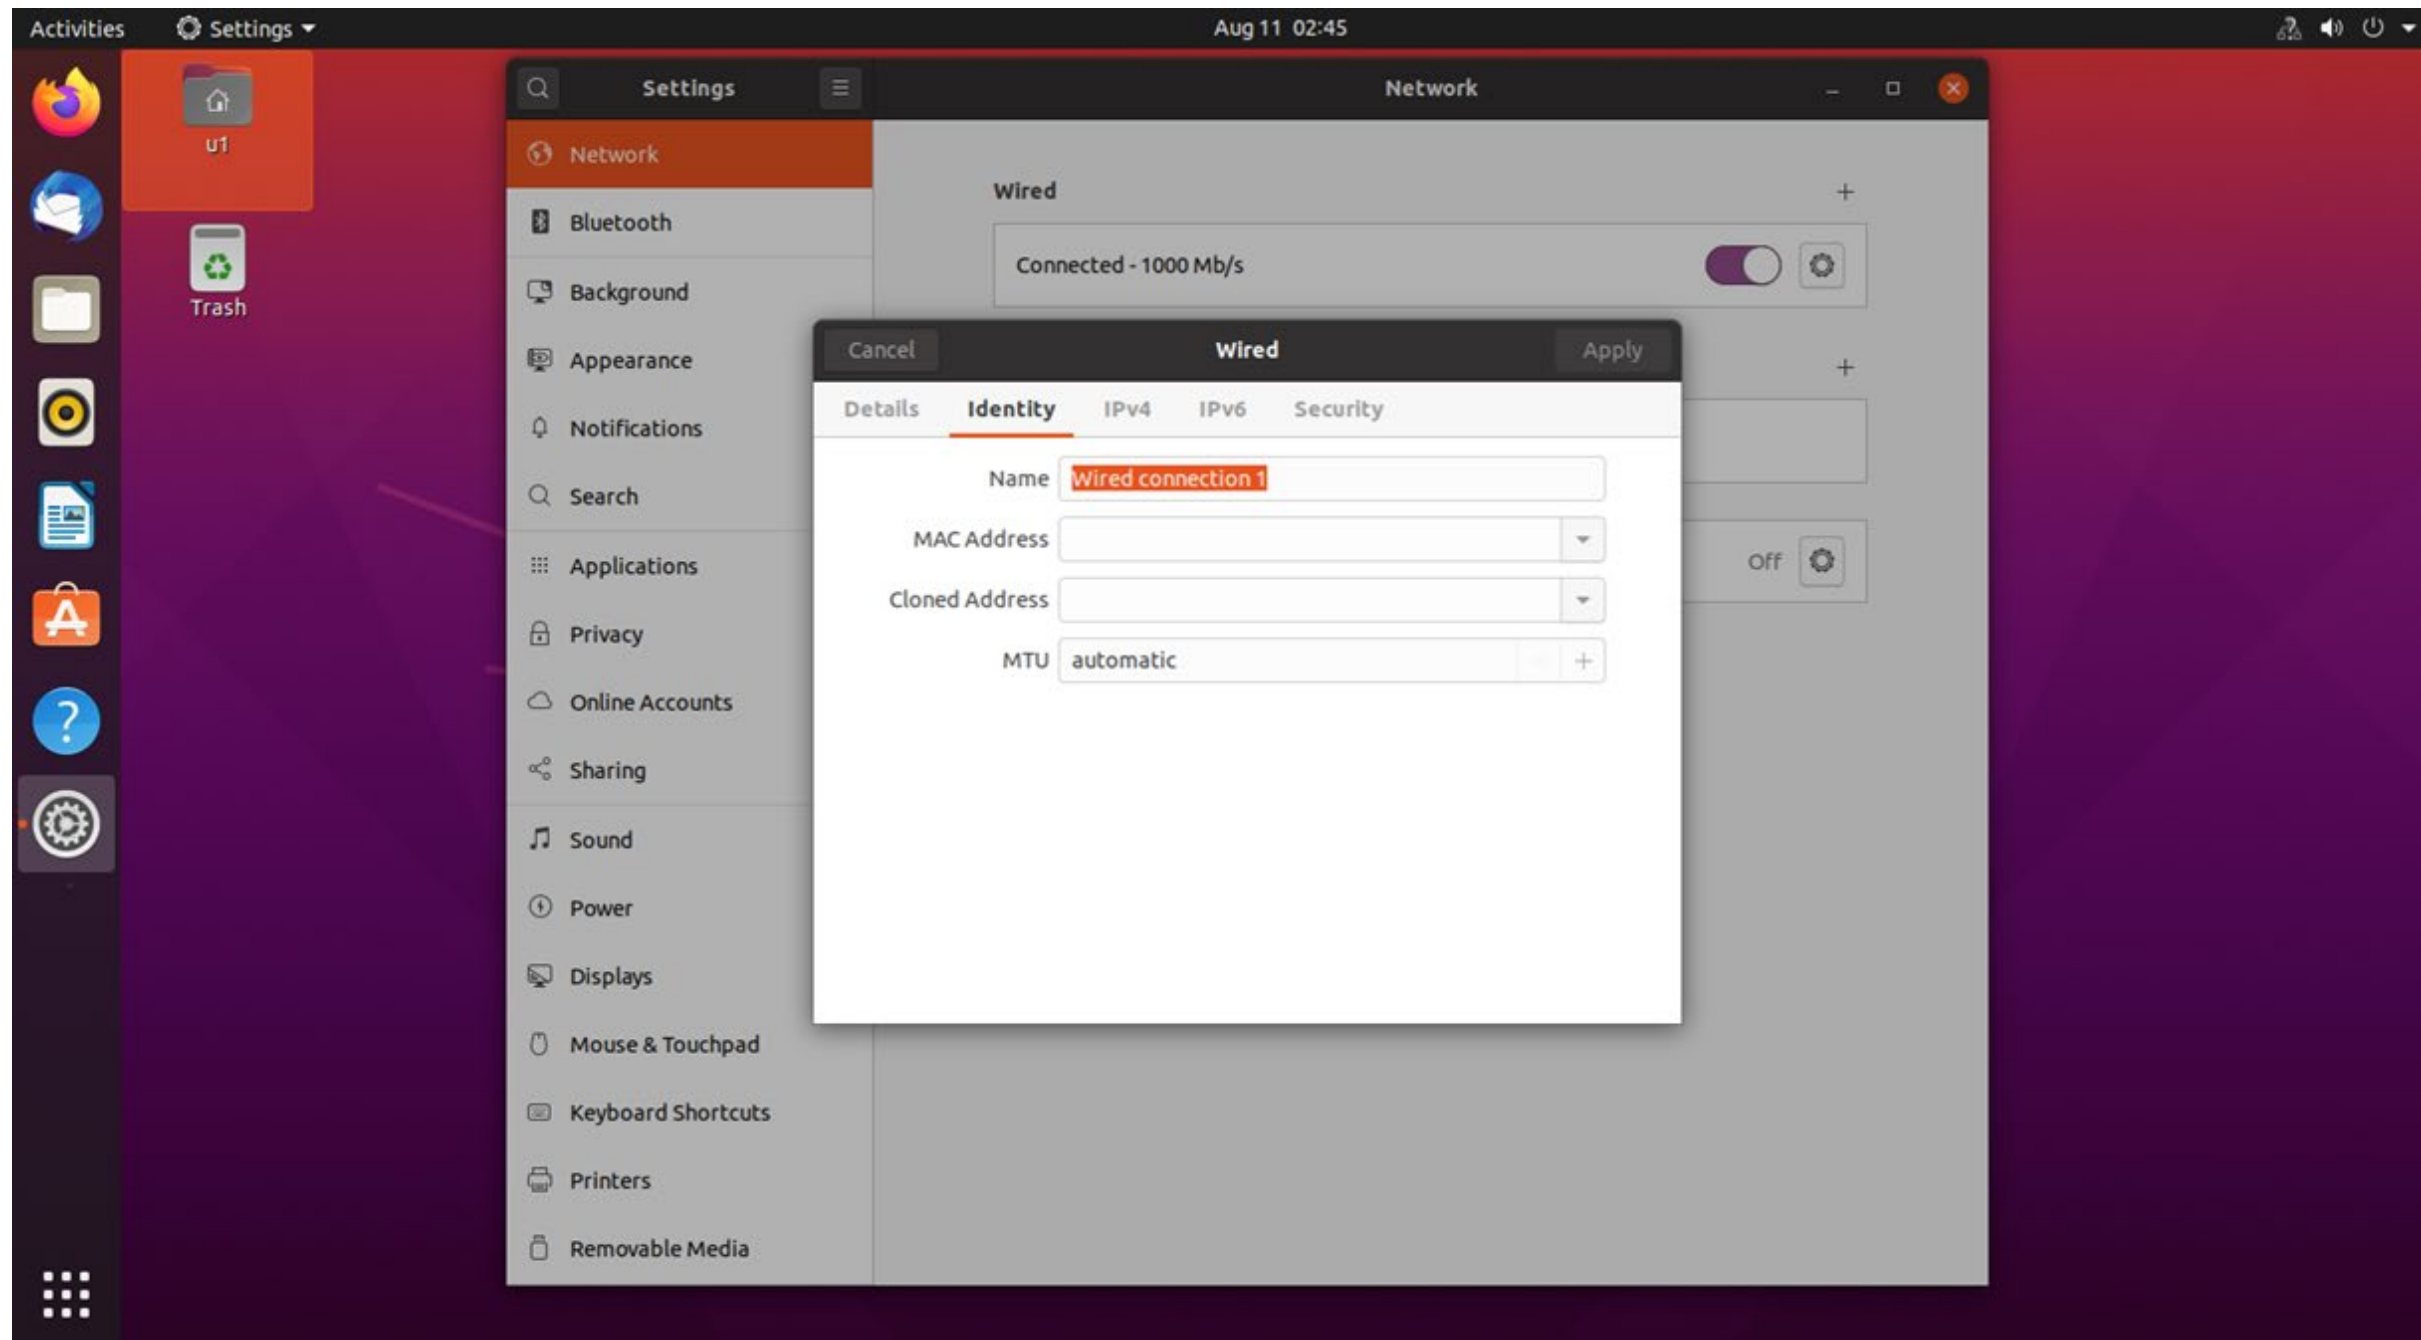 Activities
Settings
Aug 11 02:45
u1
Trash
Settings
Network
Network
Bluetooth
Background
Appearance
Notifications
Search
Applications
Privacy
Online Accounts
Sharing
Sound
Power
Displays
Mouse & Touchpad
Keyboard Shortcuts
Printers
Removable Media
Wired
Connected - 1000 Mb/s
Off
Cancel
Wired
Apply
Details
Identity
IPv4
IPv6
Security
Name
Wired connection 1
MAC Address
Cloned Address
MTU
automatic